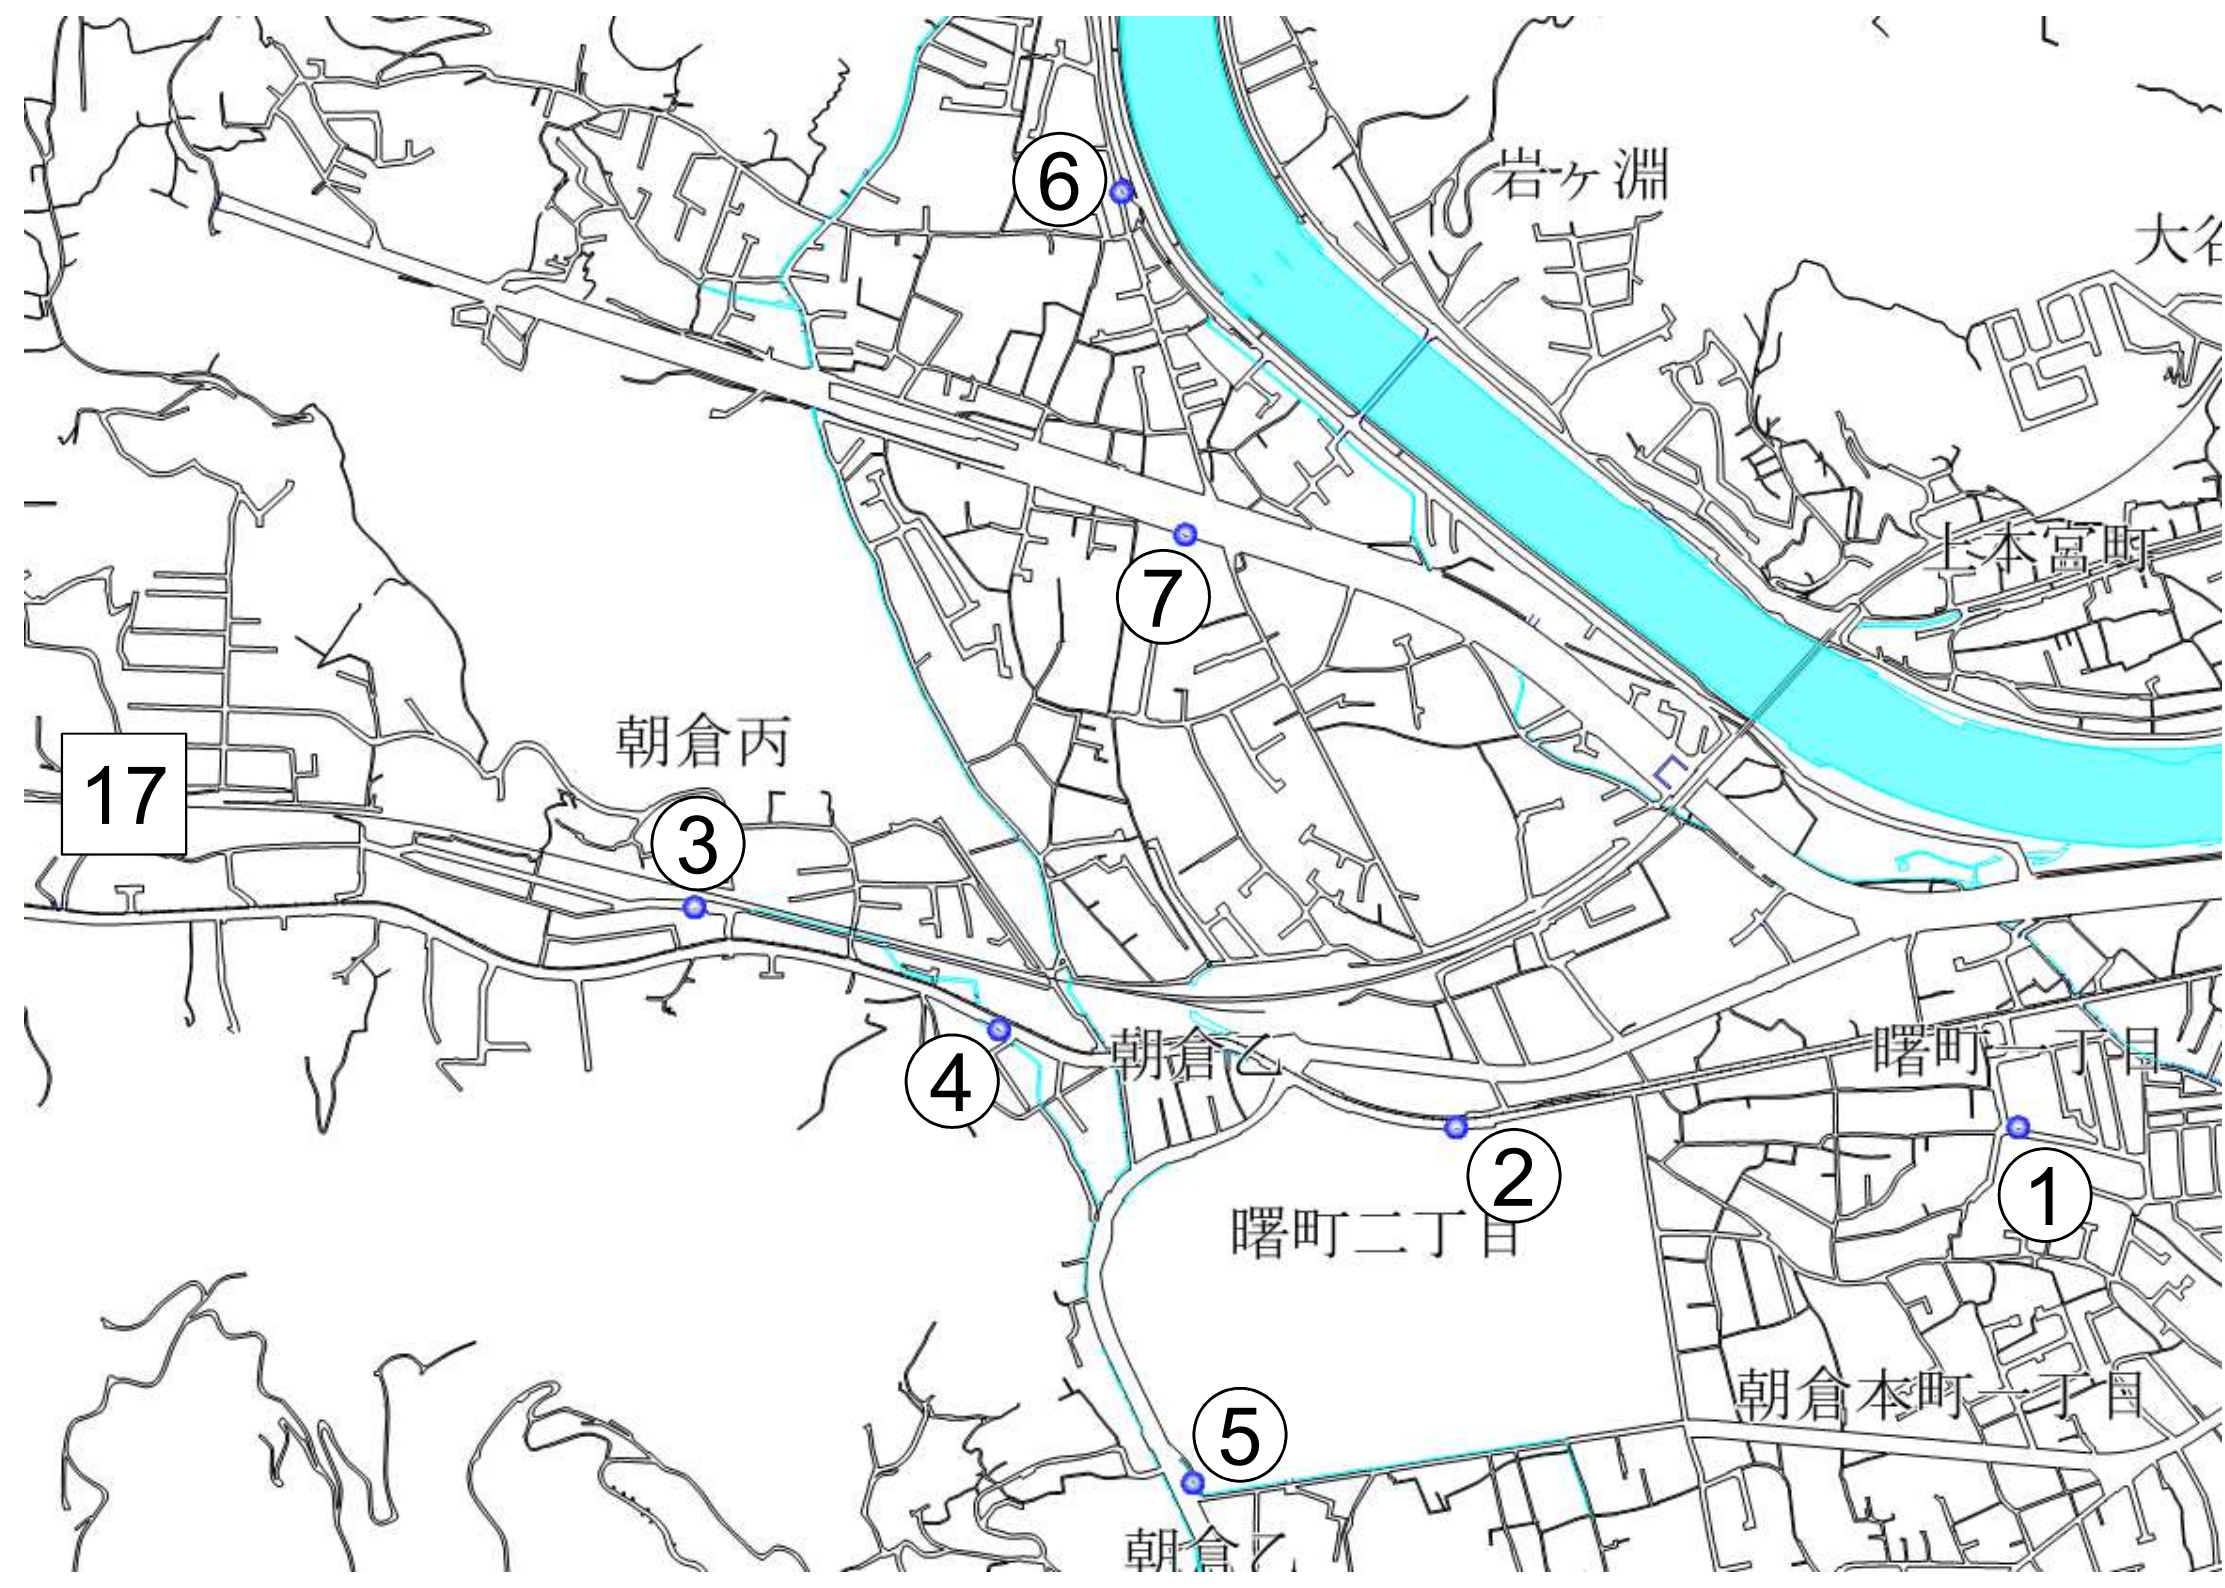 ⑥
岩ヶ淵
大谷
上本宮町
⑦
朝倉丙
17
③
④
朝倉乙
曙町一丁目
②
①
曙町二丁目
朝倉本町一丁目
⑤
朝倉乙